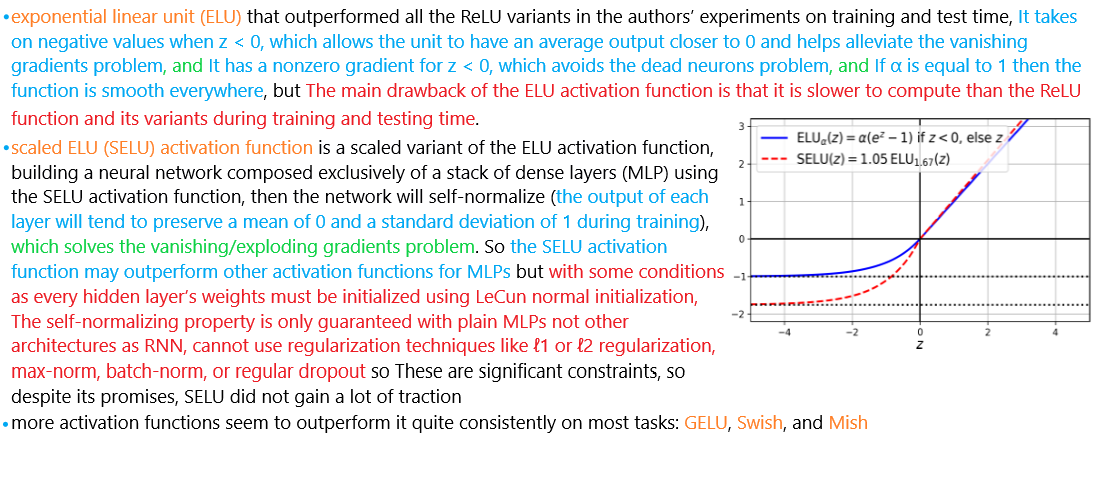 •exponential linear unit (ELU) that outperformed all the ReLU variants in the authors’ experiments on training and test time, It takes
on negative values when z < 0, which allows the unit to have an average output closer to 0 and helps alleviate the vanishing
gradients problem, and It has a nonzero gradient for z < 0, which avoids the dead neurons problem, and If α is equal to 1 then the
function is smooth everywhere, but The main drawback of the ELU activation function is that it is slower to compute than the ReLU
function and its variants during training and testing time.
•scaled ELU (SELU) activation function is a scaled variant of the ELU activation function,
building a neural network composed exclusively of a stack of dense layers (MLP) using
the SELU activation function, then the network will self-normalize (the output of each
layer will tend to preserve a mean of 0 and a standard deviation of 1 during training),
which solves the vanishing/exploding gradients problem. So the SELU activation
function may outperform other activation functions for MLPs but with some conditions
as every hidden layer’s weights must be initialized using LeCun normal initialization,
The self-normalizing property is only guaranteed with plain MLPs not other
architectures as RNN, cannot use regularization techniques like ℓ1 or ℓ2 regularization,
max-norm, batch-norm, or regular dropout so These are significant constraints, so
despite its promises, SELU did not gain a lot of traction
•more activation functions seem to outperform it quite consistently on most tasks: GELU, Swish, and Mish
ELUα(z) = α(e^z − 1) if z < 0, else z
SELU(z) = 1.05 ELU1.67(z)
3
2
1
0
−1
−2
−4
−2
0
2
4
z